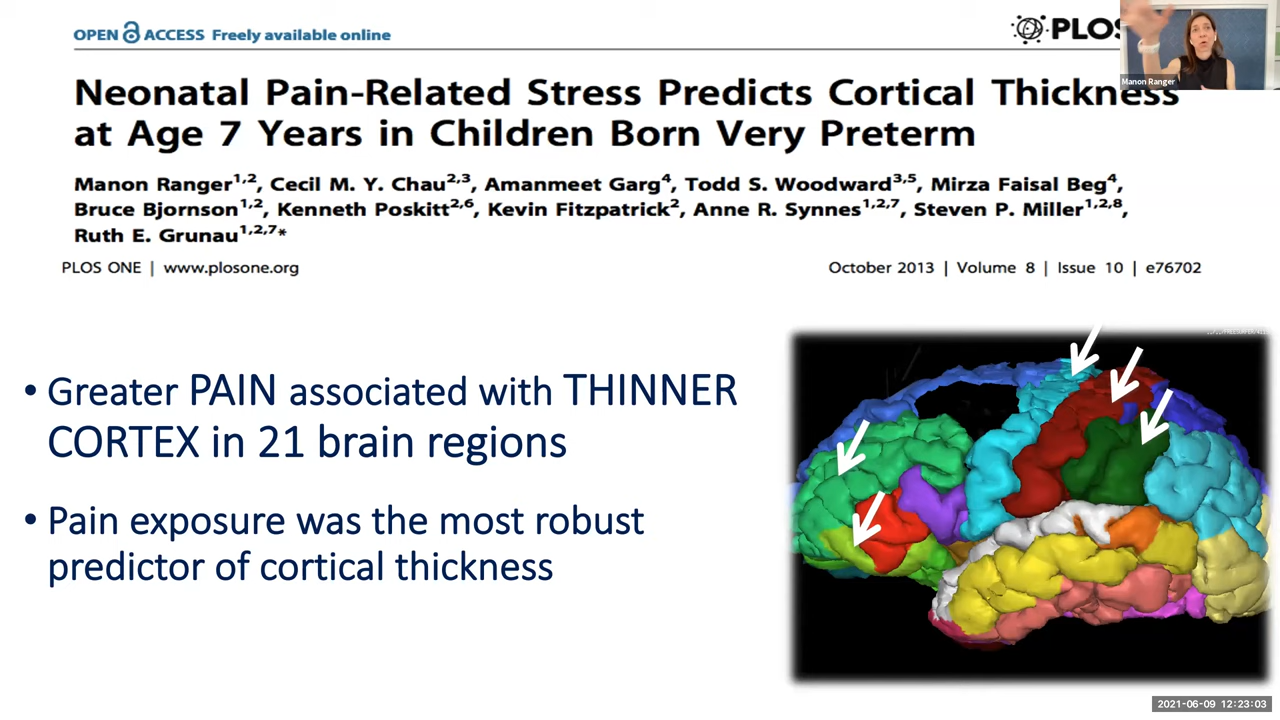 OPEN ACCESS Freely available online
PLOS
Manon Ranger
Neonatal Pain-Related Stress Predicts Cortical Thickness
at Age 7 Years in Children Born Very Preterm
Manon Ranger1,2, Cecil M. Y. Chau2,3, Amanmeet Garg4, Todd S. Woodward3,5, Mirza Faisal Beg4,
Bruce Bjornson1,2, Kenneth Poskitt2,6, Kevin Fitzpatrick2, Anne R. Synnes1,2,7, Steven P. Miller1,2,8,
Ruth E. Grunau1,2,7*
PLOS ONE | www.plosone.org
October 2013 | Volume 8 | Issue 10 | e76702
• Greater PAIN associated with THINNER
CORTEX in 21 brain regions
• Pain exposure was the most robust
predictor of cortical thickness
2021-06-09 12:23:03